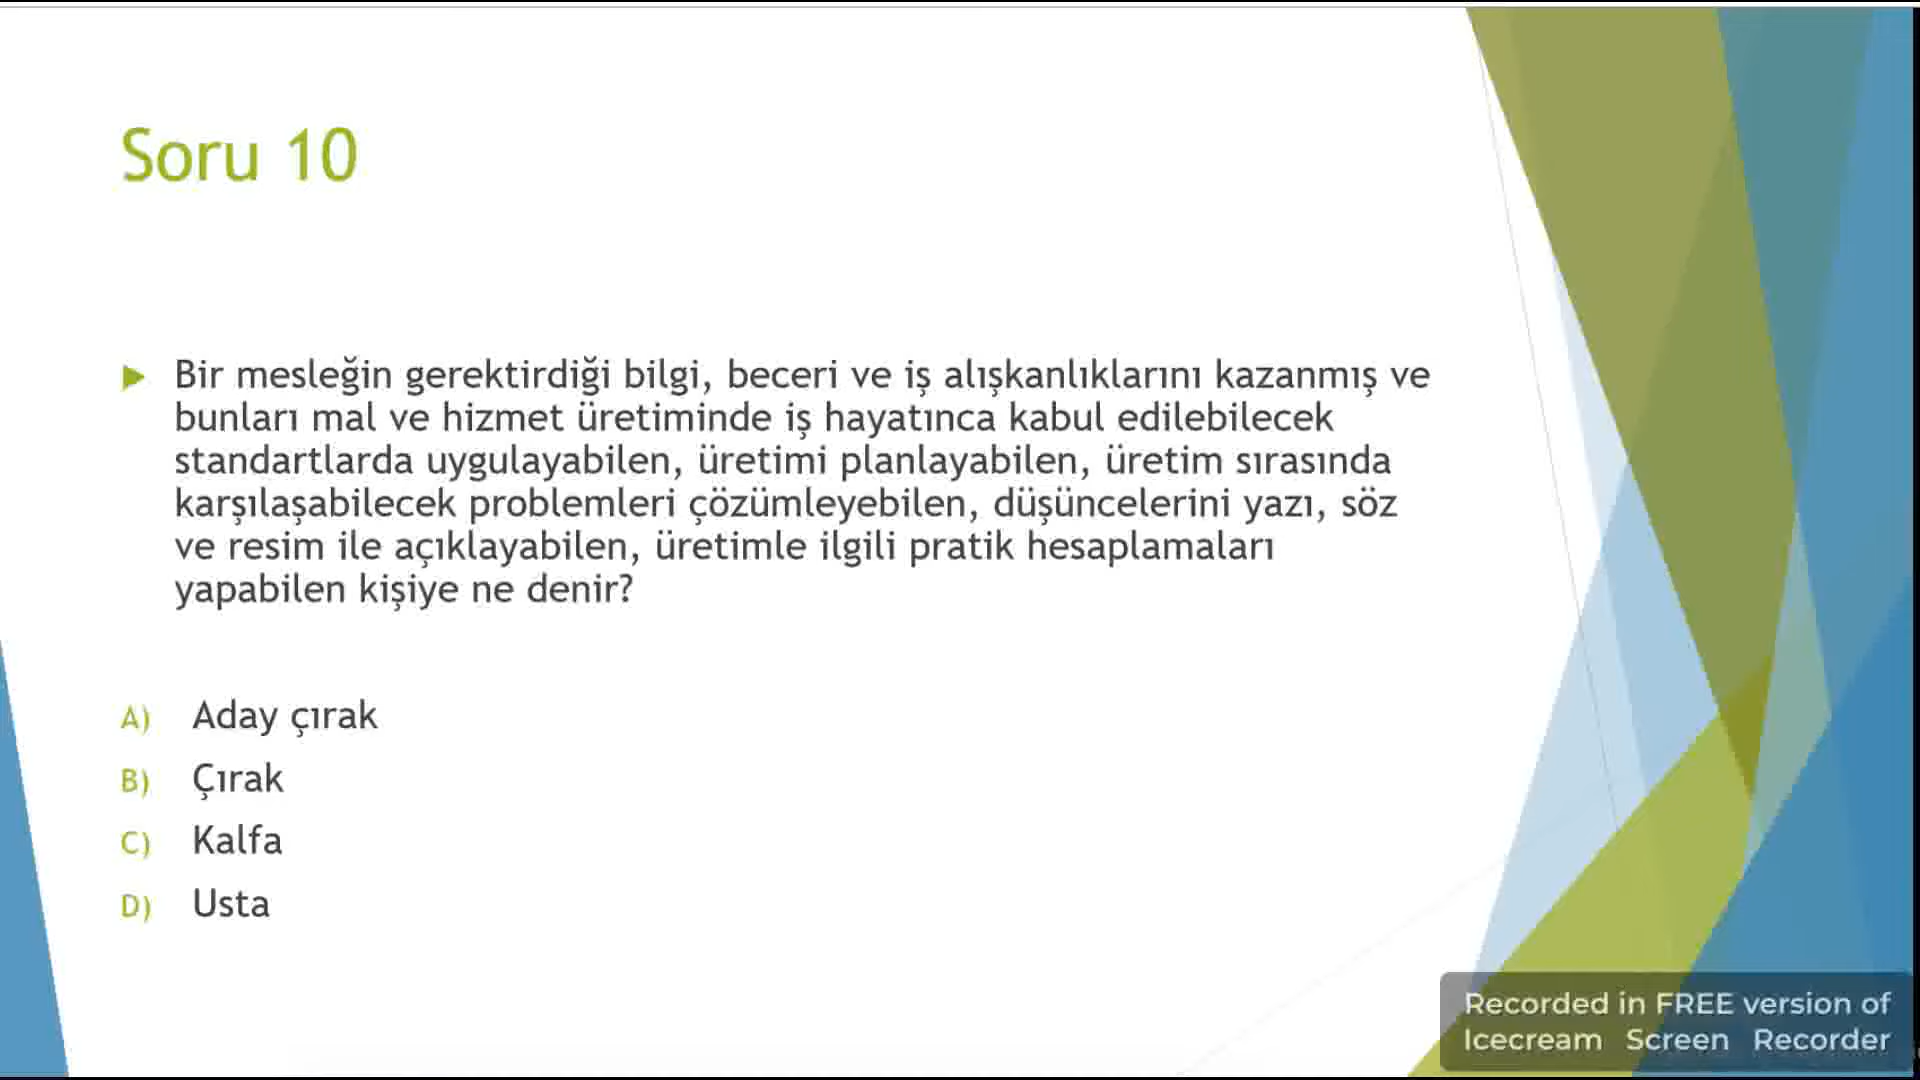 Soru 10
Bir mesleğin gerektirdiği bilgi, beceri ve iş alışkanlıklarını kazanmış ve
bunları mal ve hizmet üretiminde iş hayatınca kabul edilebilecek
standartlarda uygulayabilen, üretimi planlayabilen, üretim sırasında
karşılaşabilecek problemleri çözümleyebilen, düşüncelerini yazı, söz
ve resim ile açıklayabilen, üretimle ilgili pratik hesaplamaları
yapabilen kişiye ne denir?
A) Aday çırak
B) Çırak
C) Kalfa
D) Usta
Recorded in FREE version of
Icecream Screen Recorder